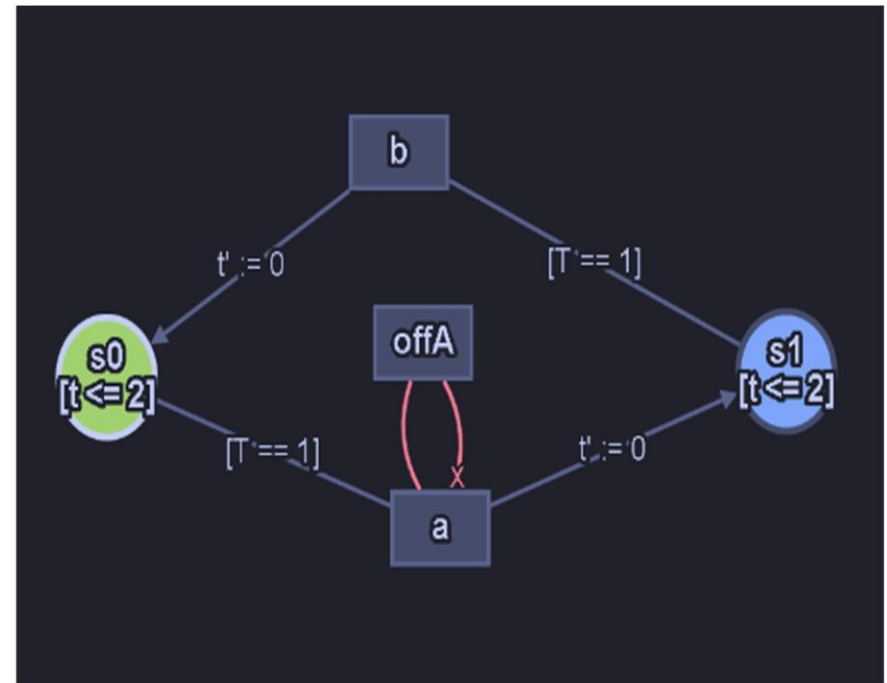 b
t' := 0
[T == 1]
offA
s0
[t <= 2]
s1
[t <= 2]
[T == 1]
t' := 0
x
a